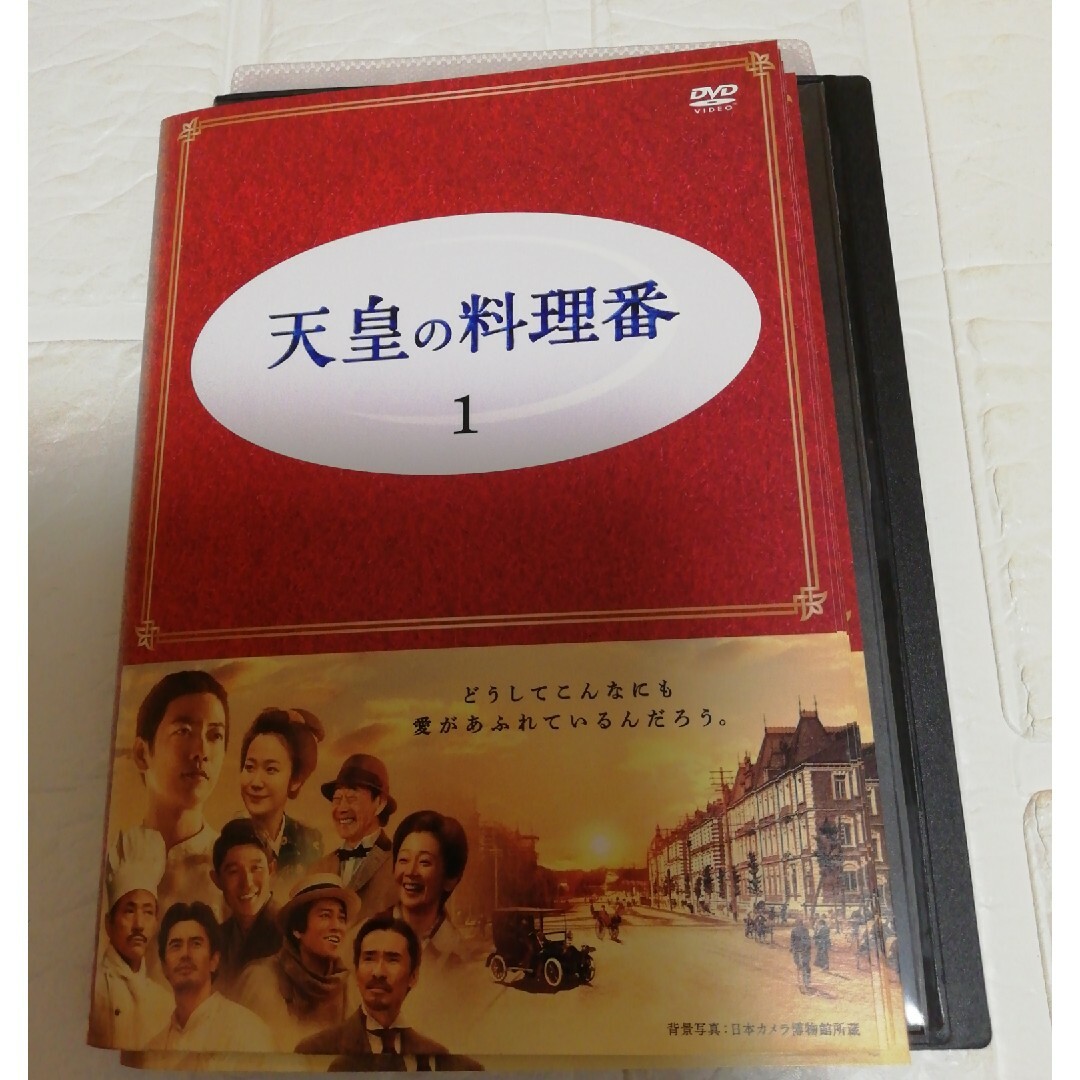 DVD
VIDEO
天皇の料理番
1
どうしてこんなにも
愛があふれているんだろう。
背景写真:日本カメラ博物館所蔵